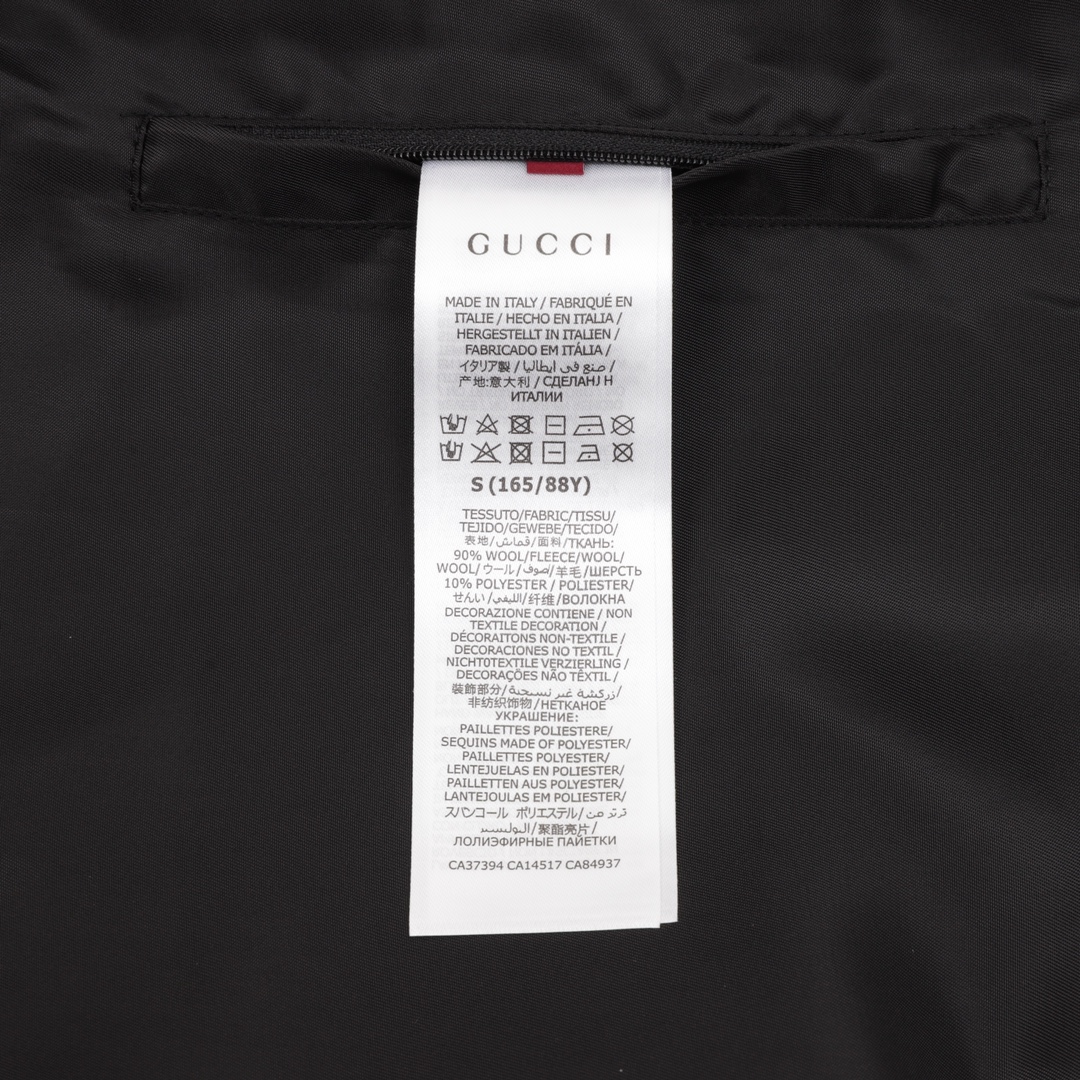 GUCCI
MADE IN ITALY / FABRIQUÉ EN
ITALIE / HECHO EN ITALIA /
HERGESTELLT IN ITALIEN /
FABRICADO EM ITÁLIA /
イタリア製 / صنع في ايطاليا /
产地:意大利 / СДЕЛАНJ Н
ИТАЛИИ
S (165/88Y)
TESSUTO/FABRIC/TISSU/
TEJIDO/GEWEBE/TECIDO/
表地/قماش/面料/ТКАНЬ:
90% WOOL/FLEECE/WOOL/
WOOL/ウール/صوف/羊毛/ШЕРСТЬ
10% POLYESTER / POLIESTER/
せんい/الليفي/纤维/ВОЛОКНА
DECORAZIONE CONTIENE / NON
TEXTILE DECORATION /
DÉCORAITONS NON-TEXTILE /
DECORACIONES NO TEXTIL /
NICHT0TEXTILE VERZIERLING /
DECORAÇÕES NÃO TÊXTIL /
装飾部分/زركشة غير نسيجية/
非纺织饰物/НЕТКАНОЕ
УКРАШЕНИЕ:
PAILLETTES POLIESTERE/
SEQUINS MADE OF POLYESTER/
PAILLETTES POLYESTER/
LENTEJUELAS EN POLIESTER/
PAILLETTEN AUS POLYESTER/
LANTEJOULAS EM POLIESTER/
スパンコール ポリエステル/ترتر من
البوليستر/聚酯亮片/
ЛОЛИЭФИРНЫЕ ПАЙЕТКИ
CA37394 CA14517 CA84937